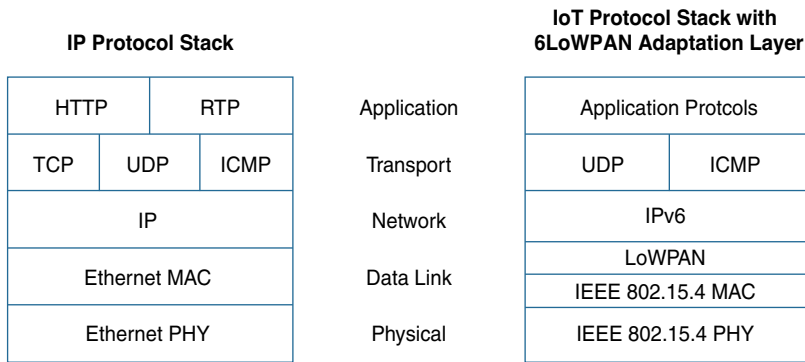 IP Protocol Stack
IoT Protocol Stack with
6LoWPAN Adaptation Layer
HTTP RTP Application Application Protcols
TCP UDP ICMP Transport UDP ICMP
IP Network IPv6
Ethernet MAC Data Link LoWPAN
IEEE 802.15.4 MAC
Ethernet PHY Physical IEEE 802.15.4 PHY